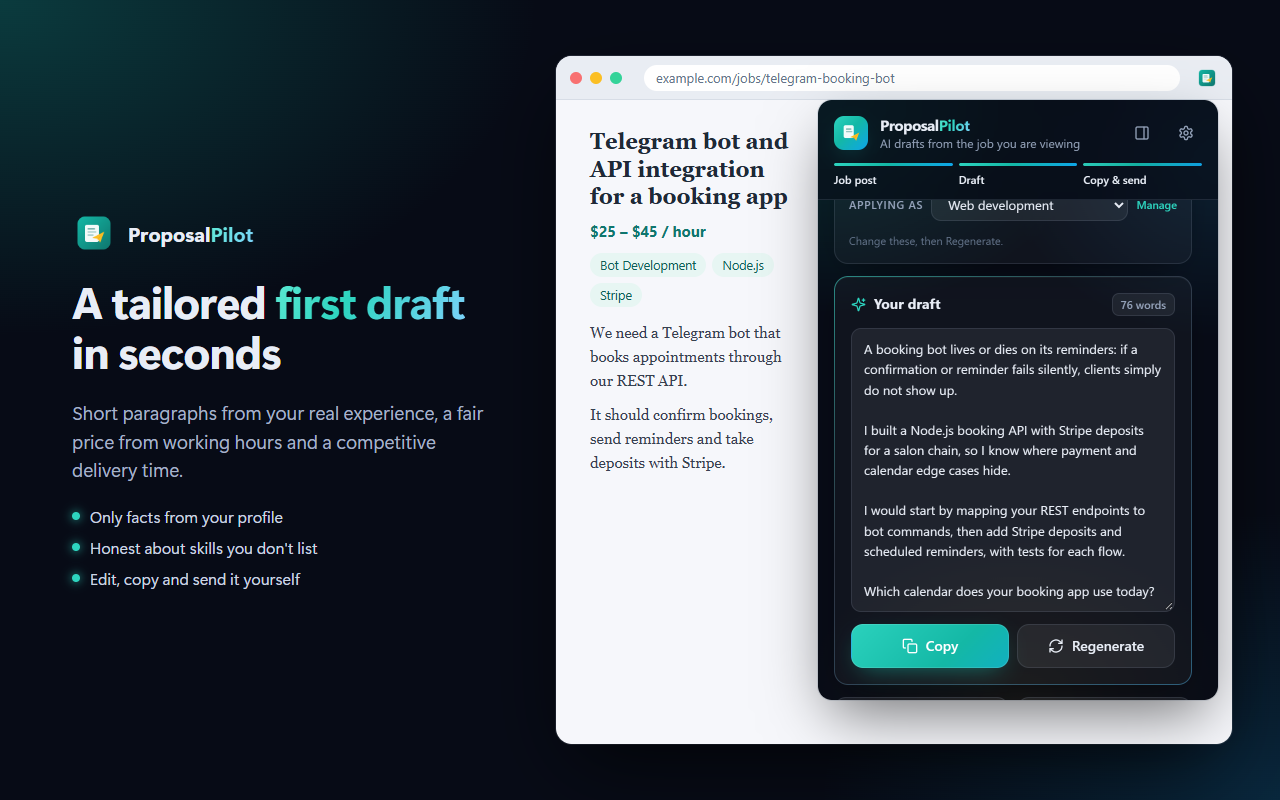 ProposalPilot
A tailored first draft
in seconds
Short paragraphs from your real experience, a fair
price from working hours and a competitive
delivery time.
Only facts from your profile
Honest about skills you don't list
Edit, copy and send it yourself
example.com/jobs/telegram-booking-bot
Telegram bot and
API integration
for a booking app
$25 – $45 / hour
Bot Development Node.js
Stripe
We need a Telegram bot that
books appointments through
our REST API.
It should confirm bookings,
send reminders and take
deposits with Stripe.
ProposalPilot
AI drafts from the job you are viewing
Job post Draft Copy & send
APPLYING AS Web development Manage
Change these, then Regenerate.
Your draft 76 words
A booking bot lives or dies on its reminders: if a
confirmation or reminder fails silently, clients simply
do not show up.
I built a Node.js booking API with Stripe deposits
for a salon chain, so I know where payment and
calendar edge cases hide.
I would start by mapping your REST endpoints to
bot commands, then add Stripe deposits and
scheduled reminders, with tests for each flow.
Which calendar does your booking app use today?
Copy Regenerate